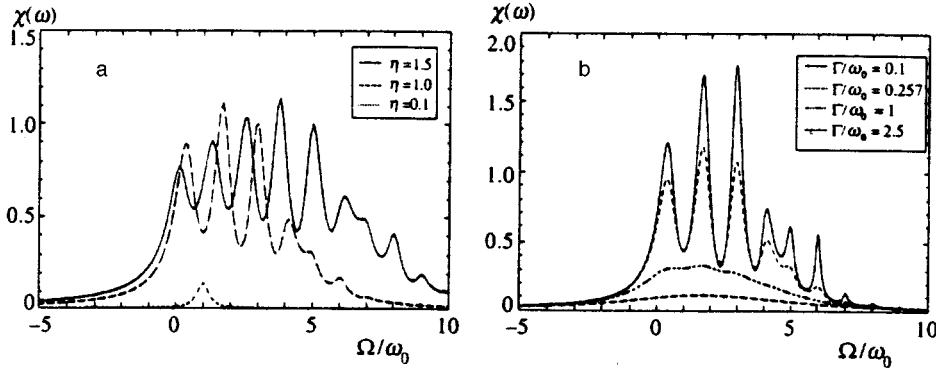 χ(ω)
1.5
1.0
0.5
0
a
η = 1.5
η = 1.0
η = 0.1
−5
0
5
10
Ω/ω₀
χ(ω)
2.0
1.5
1.0
0.5
0
b
Γ/ω₀ = 0.1
Γ/ω₀ = 0.257
Γ/ω₀ = 1
Γ/ω₀ = 2.5
−5
0
5
10
Ω/ω₀